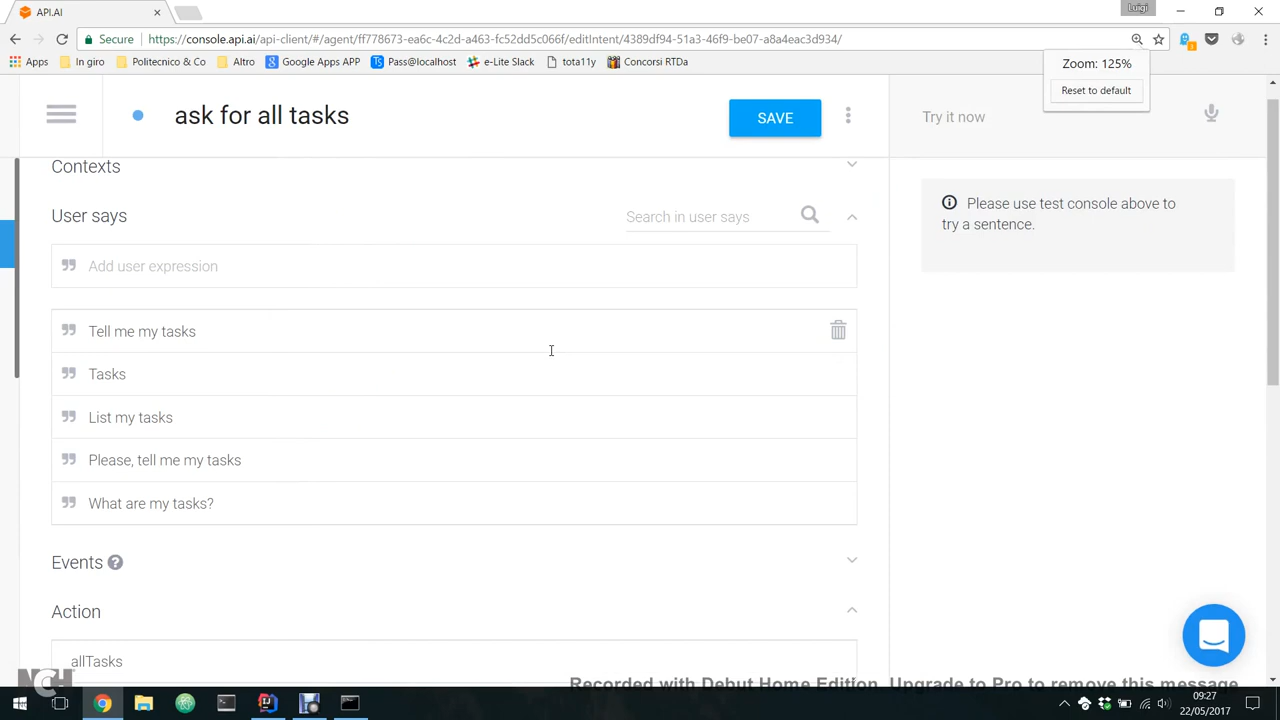 API.AI
Luigi
Secure
https://console.api.ai/api-client/#/agent/ff778673-ea6c-4c2d-a463-fc52dd5c066f/editIntent/4389df94-51a3-46f9-be07-a8a4eac3d934/
Apps
In giro
Politecnico & Co
Altro
Google Apps APP
Pass@localhost
e-Lite Slack
tota11y
Concorsi RTDa
Zoom: 125%
Reset to default
ask for all tasks
SAVE
Try it now
Contexts
User says
Search in user says
Please use test console above to
try a sentence.
Add user expression
Tell me my tasks
Tasks
List my tasks
Please, tell me my tasks
What are my tasks?
Events
Action
allTasks
NCH
Recorded with Debut Home Edition. Upgrade to Pro to remove this message
09:27
22/05/2017